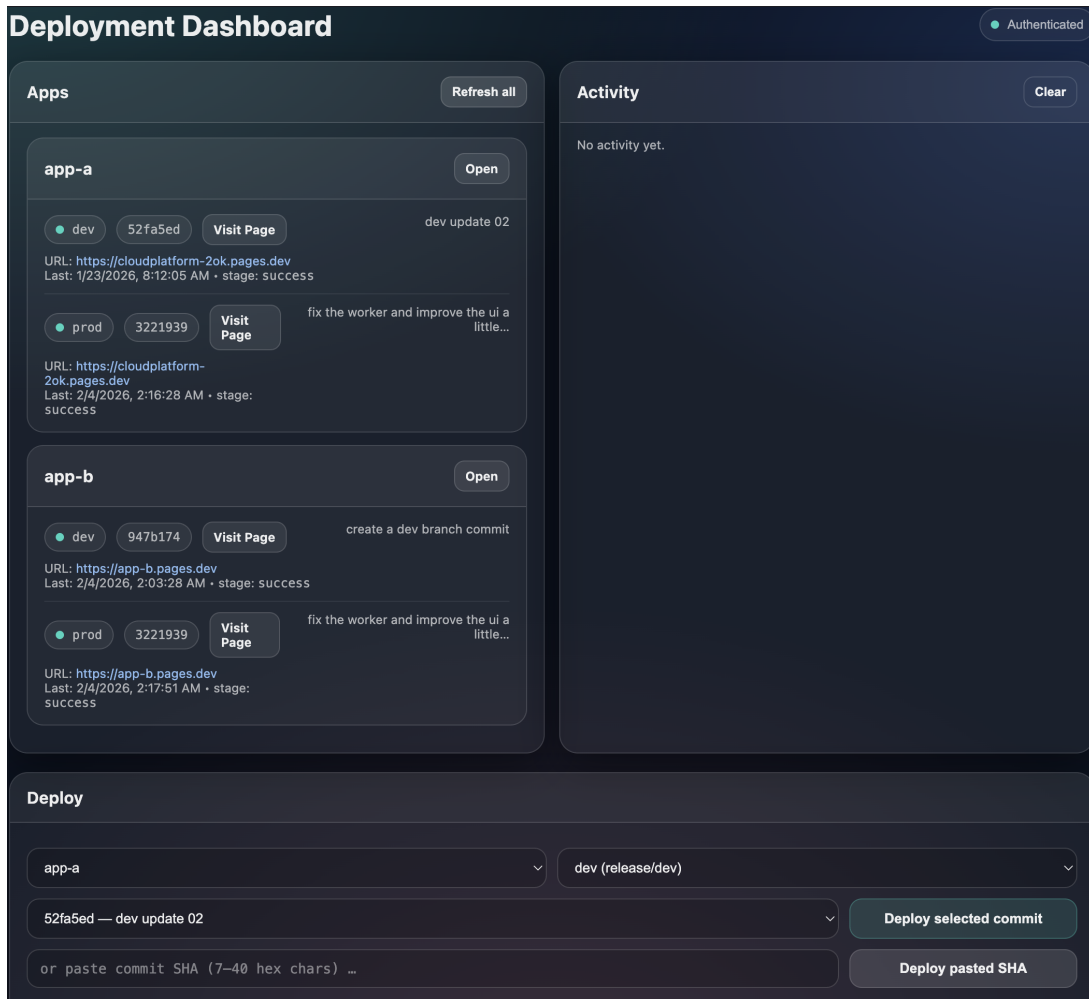 Deployment Dashboard
Authenticated
Apps
Refresh all
app-a
Open
dev
52fa5ed
Visit Page
dev update 02
URL: https://cloudplatform-2ok.pages.dev
Last: 1/23/2026, 8:12:05 AM • stage: success
prod
3221939
Visit
Page
fix the worker and improve the ui a
little...
URL: https://cloudplatform-
2ok.pages.dev
Last: 2/4/2026, 2:16:28 AM • stage:
success
app-b
Open
dev
947b174
Visit Page
create a dev branch commit
URL: https://app-b.pages.dev
Last: 2/4/2026, 2:03:28 AM • stage: success
prod
3221939
Visit
Page
fix the worker and improve the ui a
little...
URL: https://app-b.pages.dev
Last: 2/4/2026, 2:17:51 AM • stage:
success
Activity
Clear
No activity yet.
Deploy
app-a
dev (release/dev)
52fa5ed — dev update 02
Deploy selected commit
or paste commit SHA (7–40 hex chars) …
Deploy pasted SHA